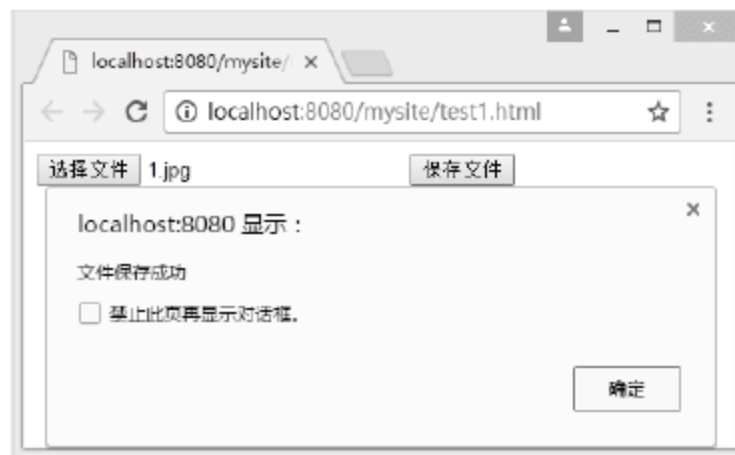 localhost:8080/mysite/
localhost:8080/mysite/test1.html
选择文件 1.jpg 保存文件
localhost:8080 显示：
文件保存成功
禁止此页再显示对话框。
确定